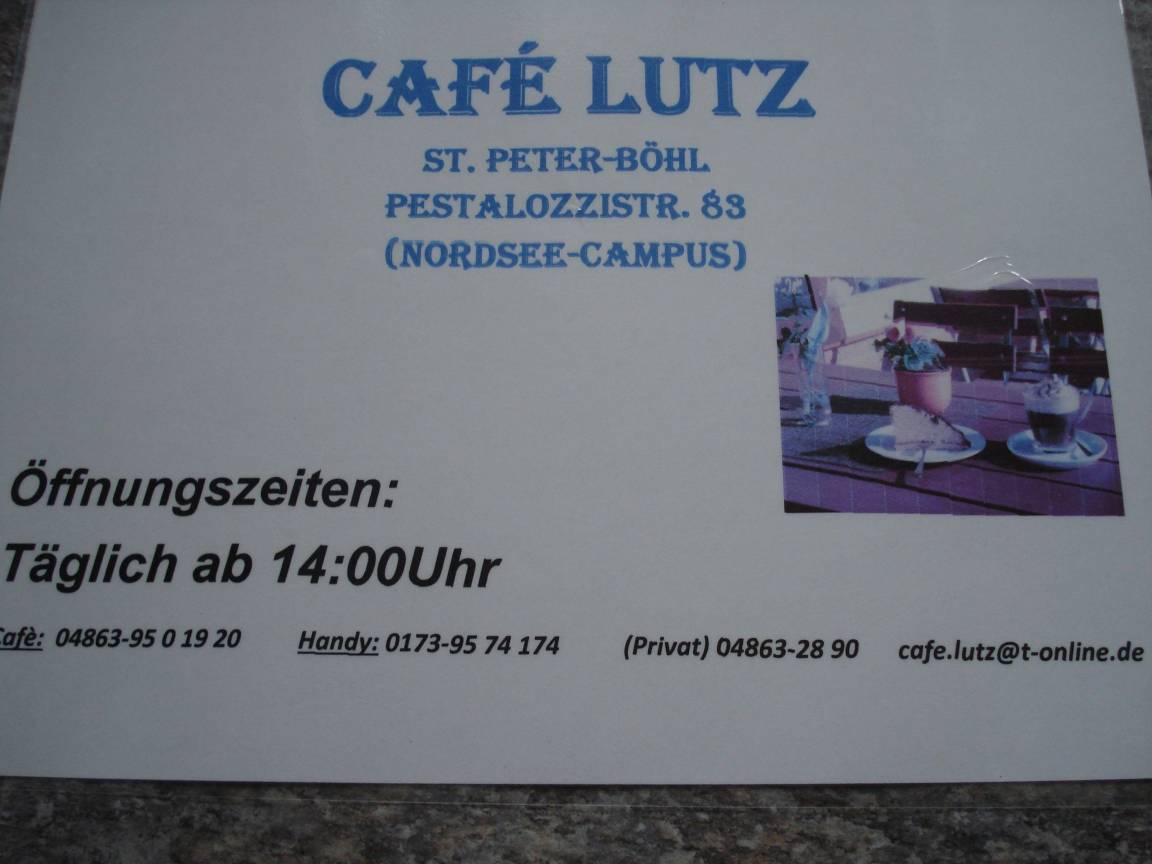 CAFÉ LUTZ
ST. PETER-BÖHL
PESTALOZZISTR. 83
(NORDSEE-CAMPUS)
Öffnungszeiten:
Täglich ab 14:00Uhr
Cafè: 04863-95 0 19 20 Handy: 0173-95 74 174 (Privat) 04863-28 90 cafe.lutz@t-online.de